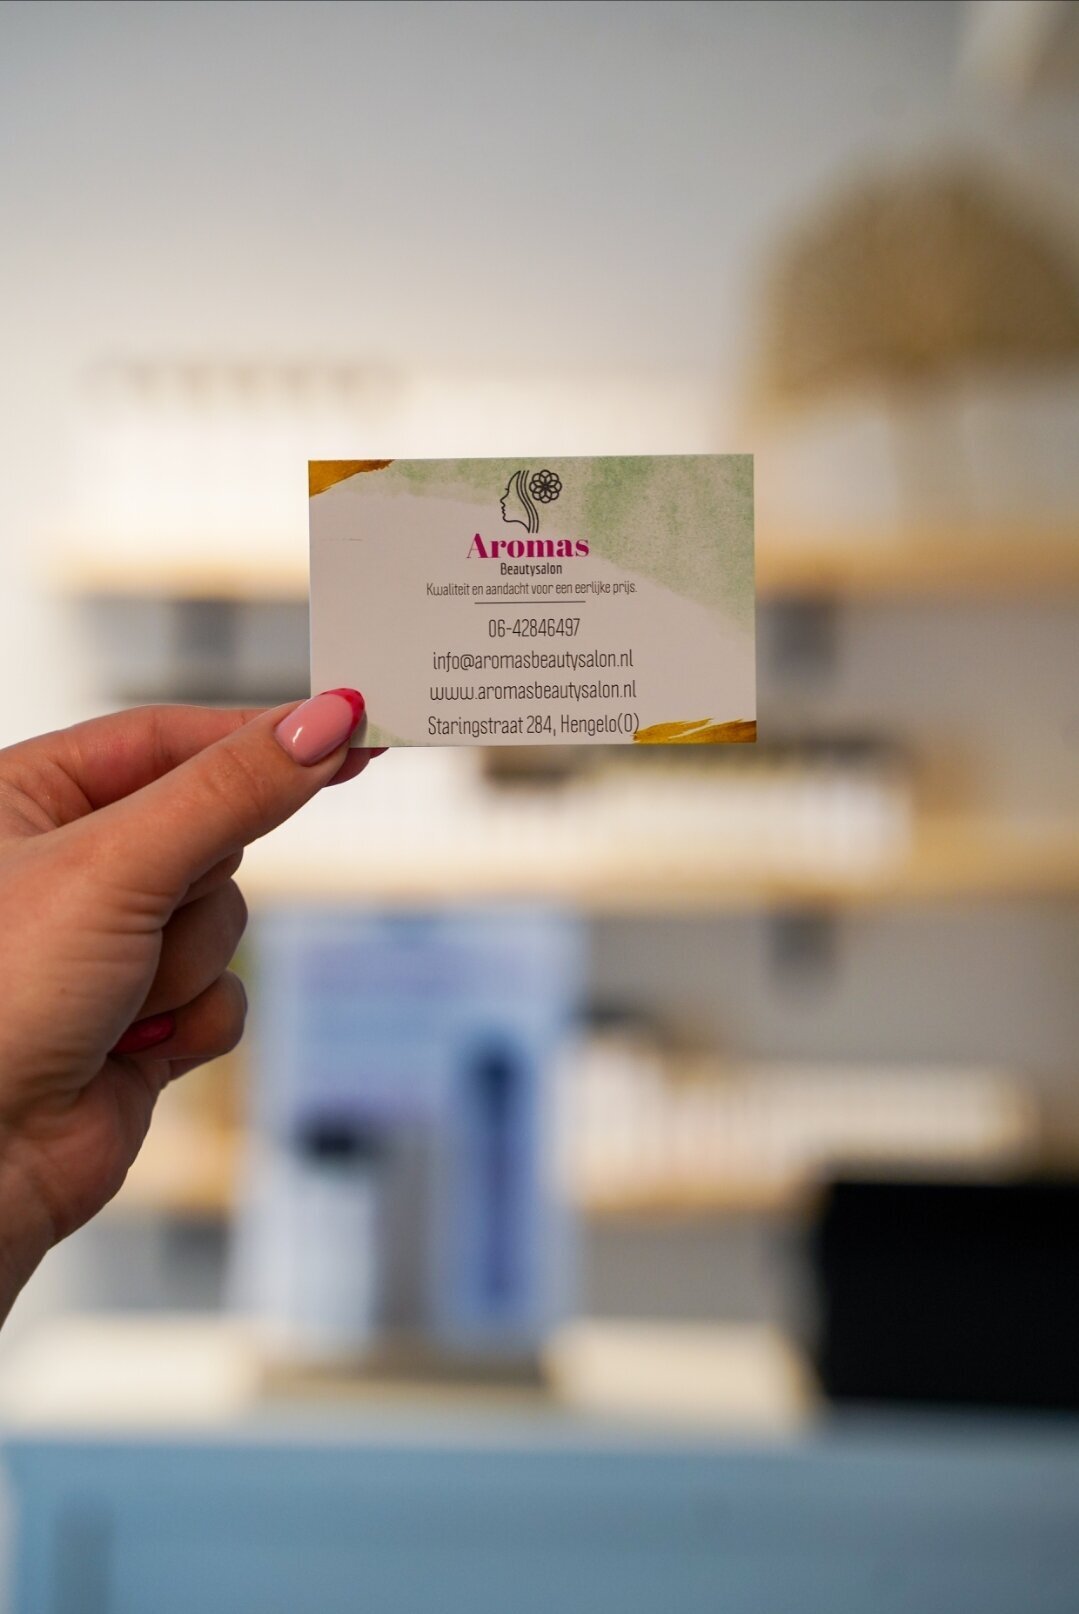 Aromas
Beautysalon
Kwaliteit en aandacht voor een eerlijke prijs.
06-42846497
info@aromasbeautysalon.nl
www.aromasbeautysalon.nl
Staringstraat 284, Hengelo(O)